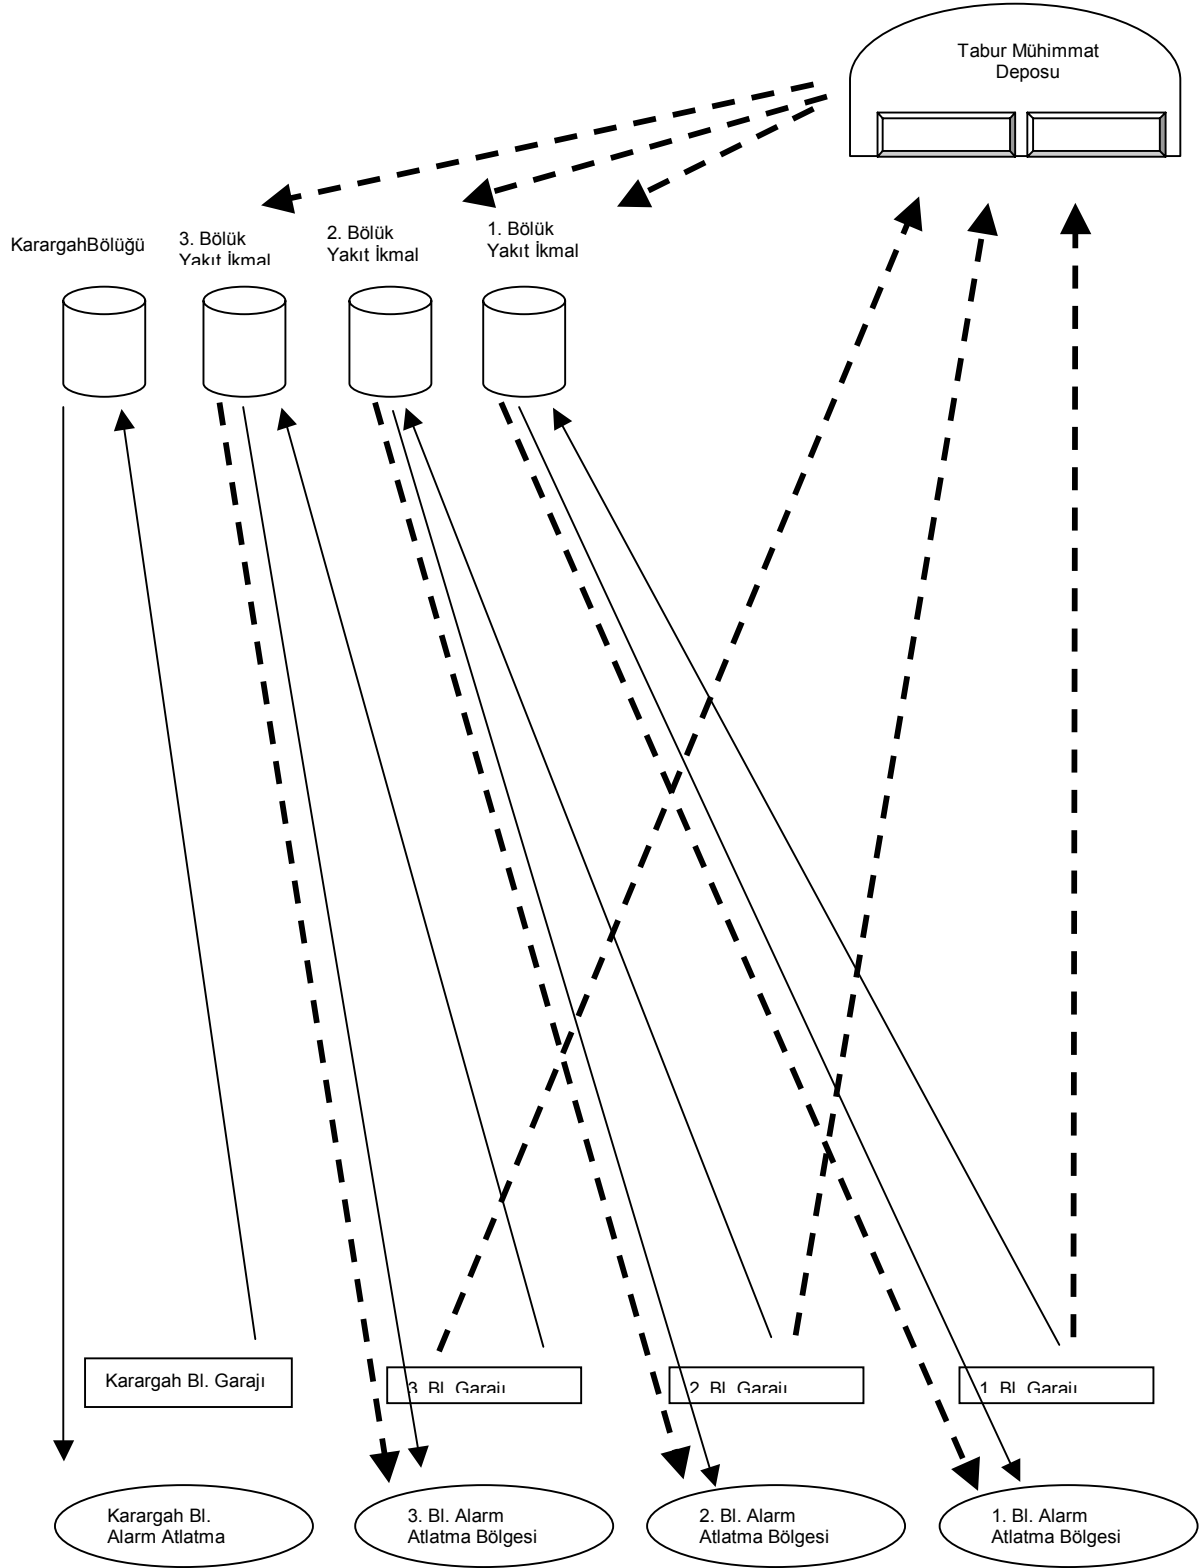 Tabur Mühimmat
Deposu
KarargahBölüğü
3. Bölük
Yakıt İkmal
2. Bölük
Yakıt İkmal
1. Bölük
Yakıt İkmal
Karargah Bl. Garajı
3. Bl. Garajı
2. Bl. Garajı
1. Bl. Garajı
Karargah Bl.
Alarm Atlatma
3. Bl. Alarm
Atlatma Bölgesi
2. Bl. Alarm
Atlatma Bölgesi
1. Bl. Alarm
Atlatma Bölgesi